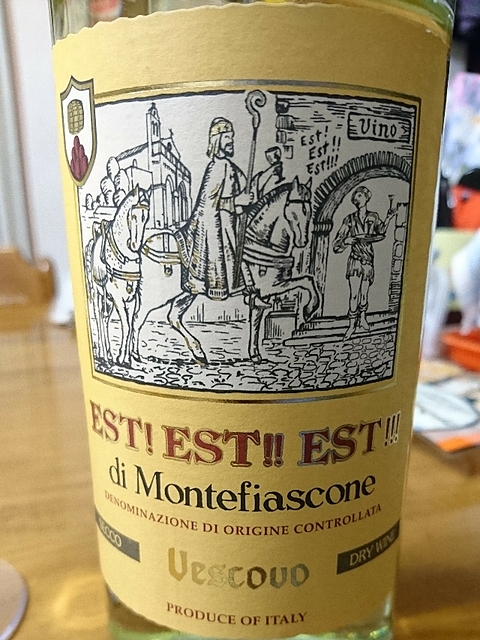 Vino
Est!
Est!!
Est!!!
EST! EST!! EST!!!
di Montefiascone
DENOMINAZIONE DI ORIGINE CONTROLLATA
SECCO
DRY WINE
Vescovo
PRODUCE OF ITALY